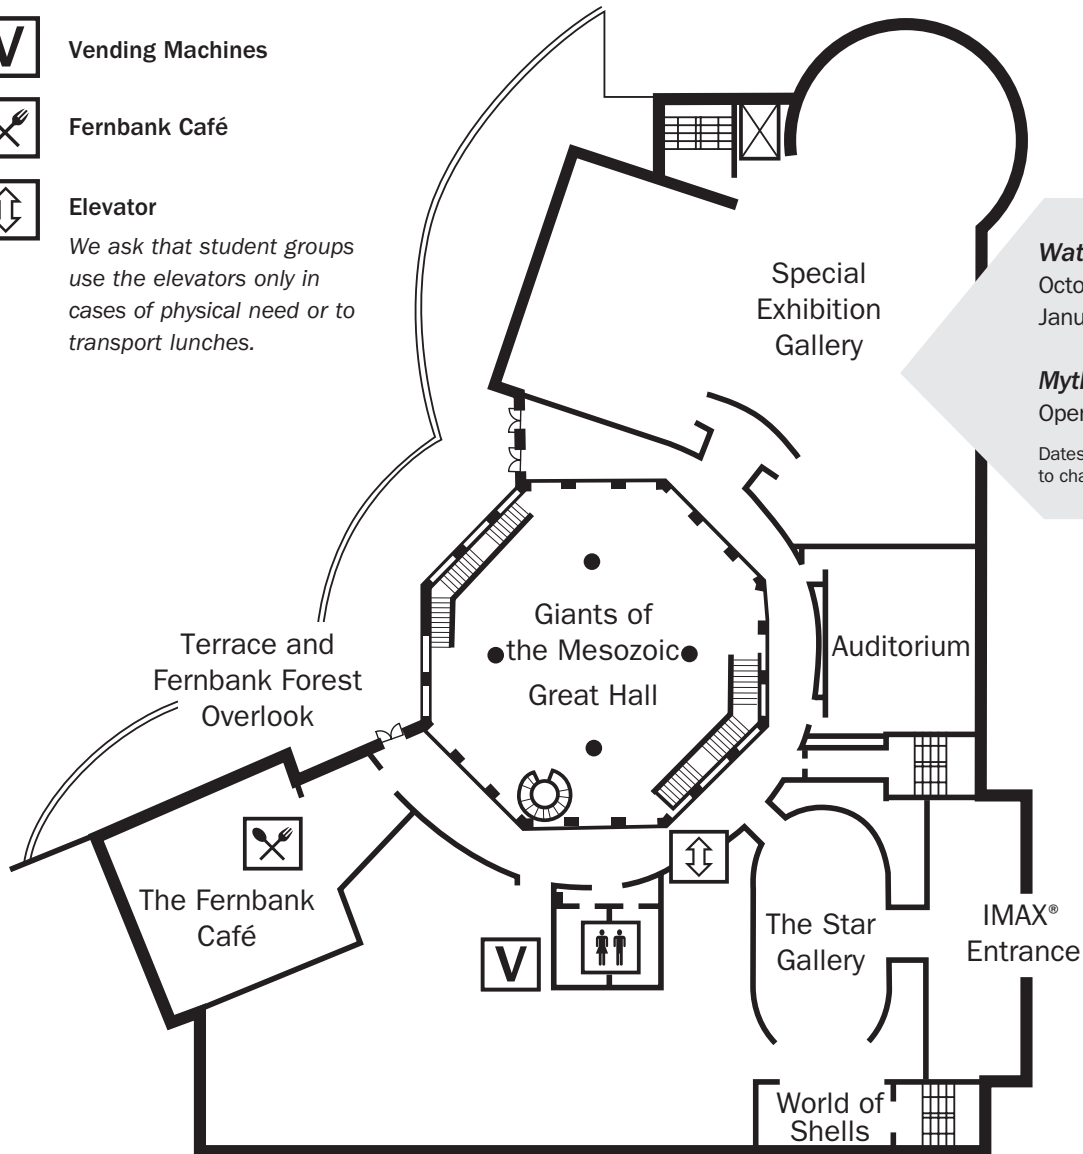 V
Vending Machines
Fernbank Café
Elevator
We ask that student groups
use the elevators only in
cases of physical need or to
transport lunches.
Special
Exhibition
Gallery
Giants of
the Mesozoic
Great Hall
Auditorium
Terrace and
Fernbank Forest
Overlook
The Fernbank
Café
V
The Star
Gallery
IMAX®
Entrance
World of
Shells
Dates